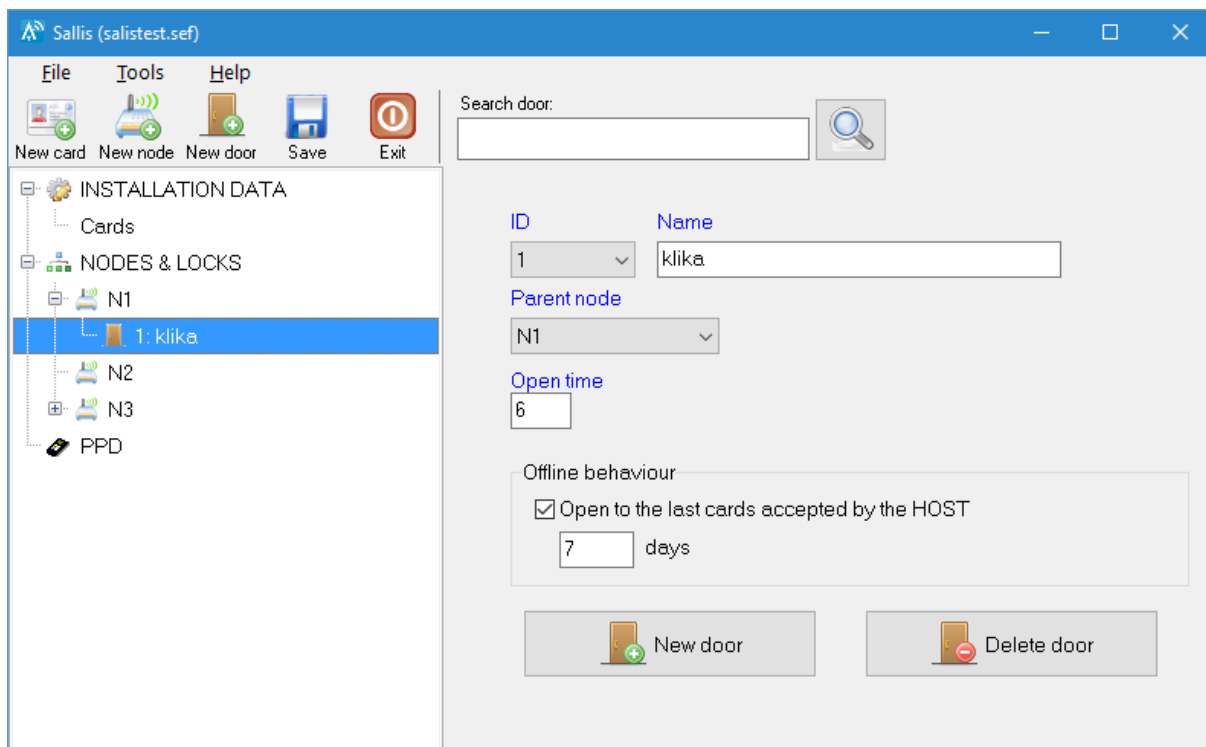 Sallis (salistest.sef)
File Tools Help
New card New node New door Save Exit
Search door:
INSTALLATION DATA
Cards
NODES & LOCKS
N1
1: klika
N2
N3
PPD
ID Name
1 klika
Parent node
N1
Open time
6
Offline behaviour
Open to the last cards accepted by the HOST
7 days
New door Delete door